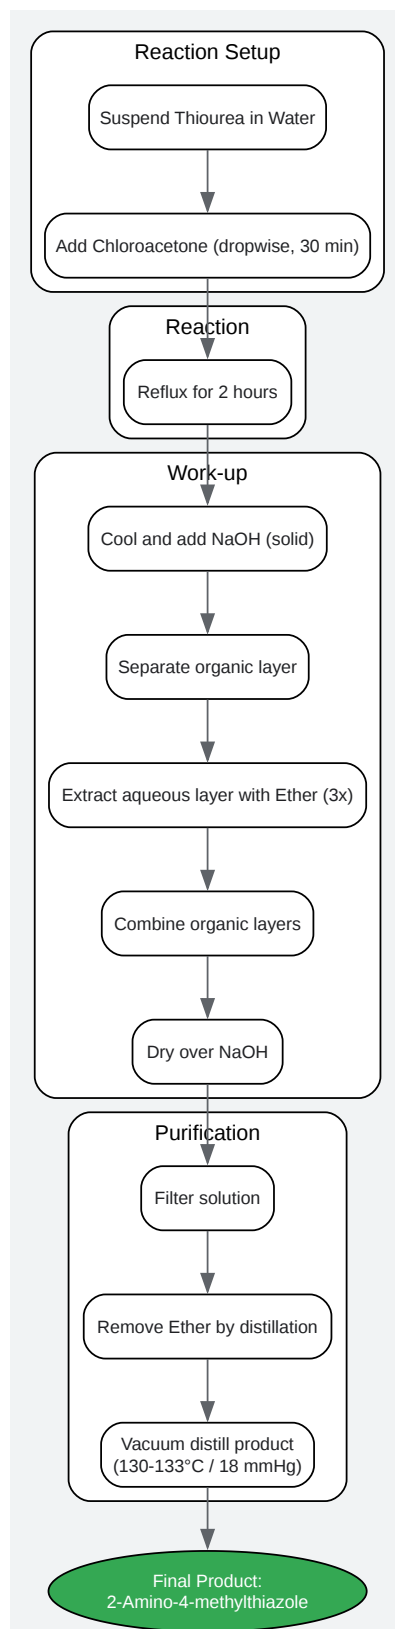 Reaction Setup
Suspend Thiourea in Water
Add Chloroacetone (dropwise, 30 min)
Reaction
Reflux for 2 hours
Work-up
Cool and add NaOH (solid)
Separate organic layer
Extract aqueous layer with Ether (3x)
Combine organic layers
Dry over NaOH
Purification
Filter solution
Remove Ether by distillation
Vacuum distill product
(130-133°C / 18 mmHg)
Final Product:
2-Amino-4-methylthiazole